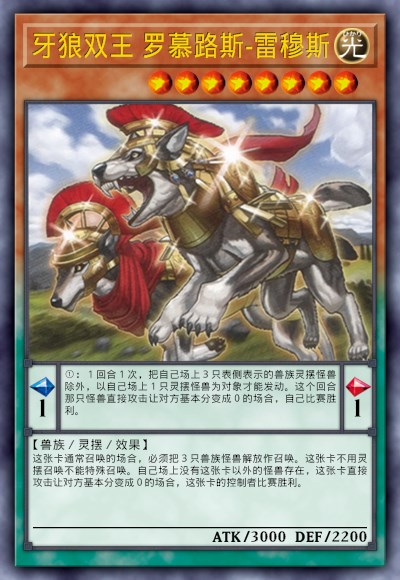 牙狼双王 罗慕路斯-雷穆斯
光
①：1回合1次，把自己场上3只表侧表示的兽族灵摆怪兽
除外，以自己场上1只灵摆怪兽为对象才能发动。这个回合
那只怪兽直接攻击让对方基本分变成0的场合，自己比赛胜
利。
1
1
【兽族／灵摆／效果】
这张卡通常召唤的场合，必须把3只兽族怪兽解放作召唤。这张卡不用灵
摆召唤不能特殊召唤。自己场上没有这张卡以外的怪兽存在，这张卡直接
攻击让对方基本分变成0的场合，这张卡的控制者比赛胜利。
ATK/3000 DEF/2200